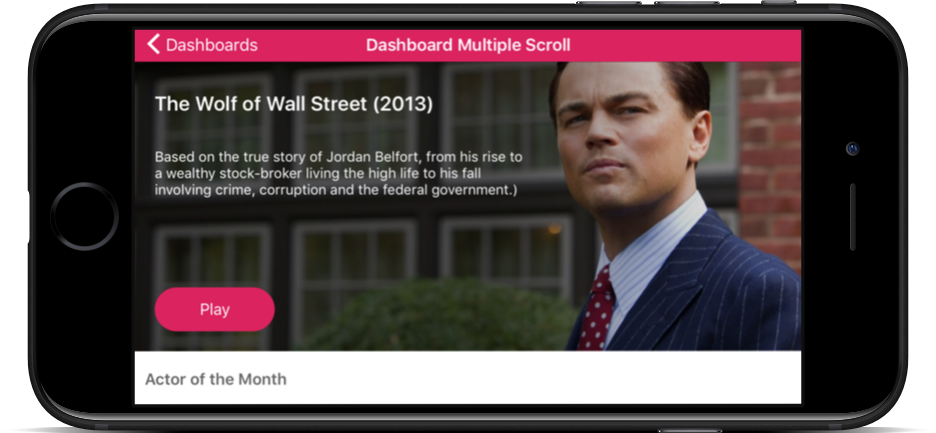 Dashboards
Dashboard Multiple Scroll
The Wolf of Wall Street (2013)
Based on the true story of Jordan Belfort, from his rise to
a wealthy stock-broker living the high life to his fall
involving crime, corruption and the federal government.)
Play
Actor of the Month